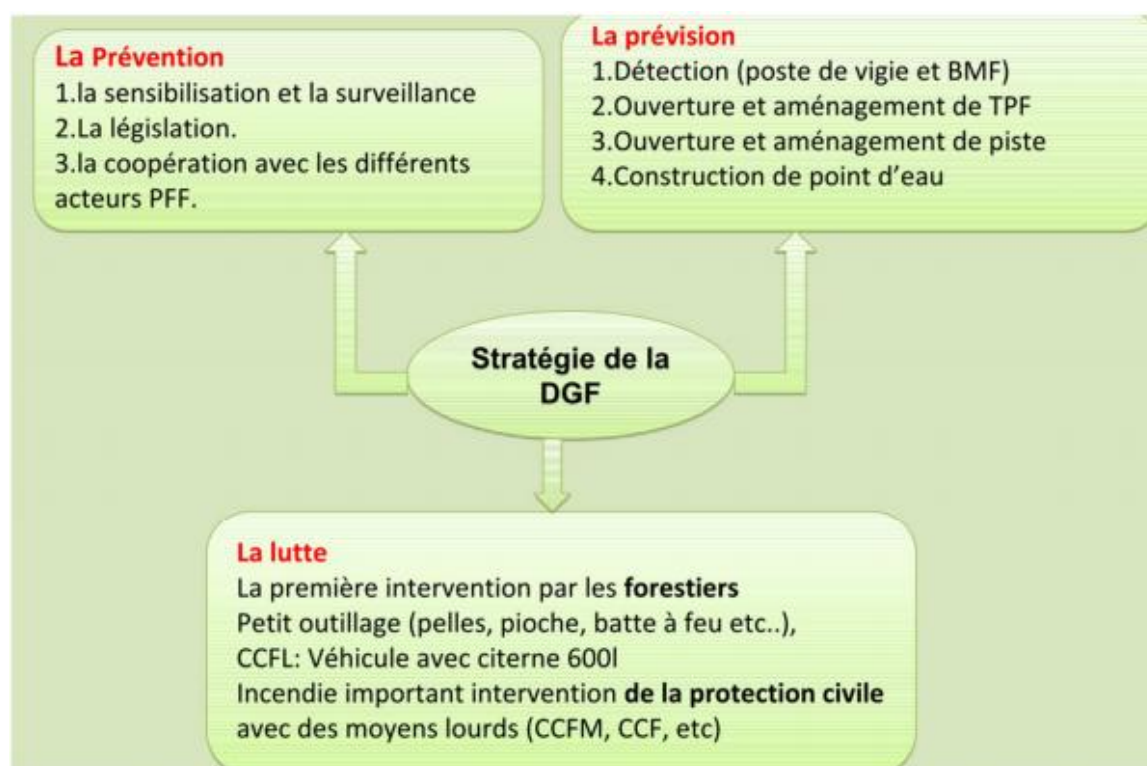 La Prévention
1.la sensibilisation et la surveillance
2.La législation.
3.la coopération avec les différents
acteurs PFF.
La prévision
1.Détection (poste de vigie et BMF)
2.Ouverture et aménagement de TPF
3.Ouverture et aménagement de piste
4.Construction de point d’eau
Stratégie de la
DGF
La lutte
La première intervention par les forestiers
Petit outillage (pelles, pioche, batte à feu etc..),
CCFL: Véhicule avec citerne 600l
Incendie important intervention de la protection civile
avec des moyens lourds (CCFM, CCF, etc)